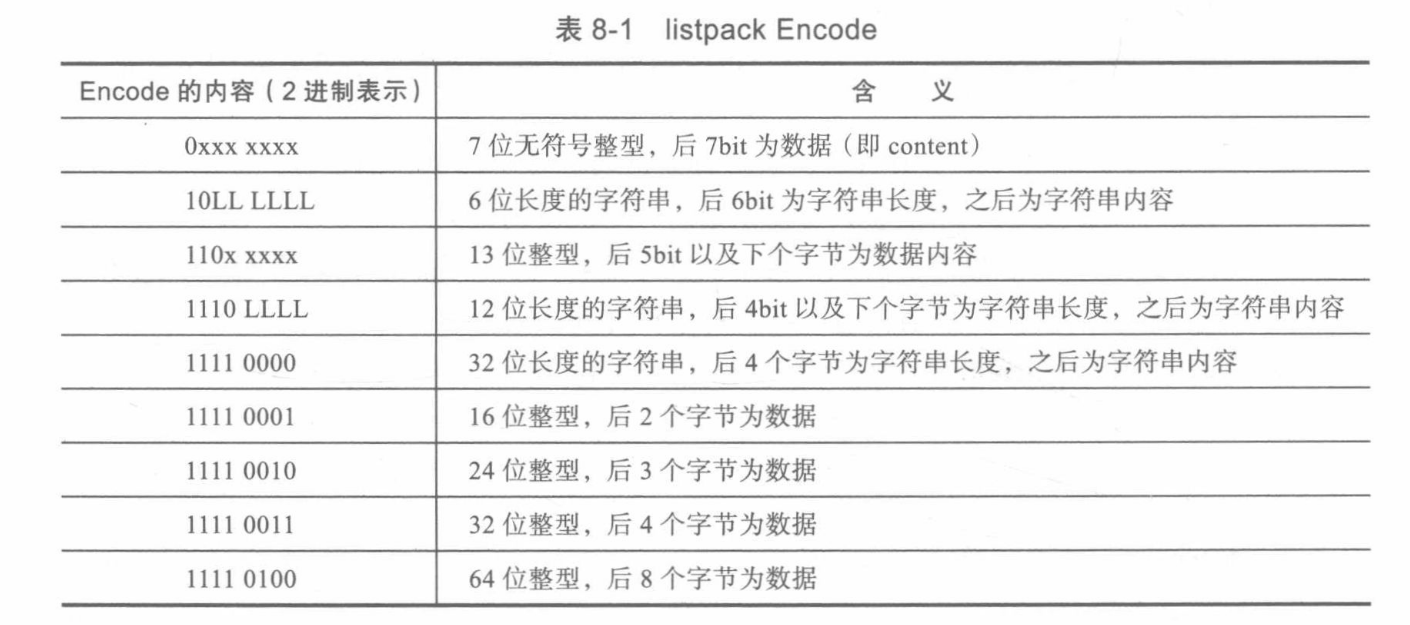 表 8-1 listpack Encode
Encode 的内容（2 进制表示） 含 义
0xxx xxxx 7 位无符号整型，后 7bit 为数据（即 content）
10LL LLLL 6 位长度的字符串，后 6bit 为字符串长度，之后为字符串内容
110x xxxx 13 位整型，后 5bit 以及下个字节为数据内容
1110 LLLL 12 位长度的字符串，后 4bit 以及下个字节为字符串长度，之后为字符串内容
1111 0000 32 位长度的字符串，后 4 个字节为字符串长度，之后为字符串内容
1111 0001 16 位整型，后 2 个字节为数据
1111 0010 24 位整型，后 3 个字节为数据
1111 0011 32 位整型，后 4 个字节为数据
1111 0100 64 位整型，后 8 个字节为数据